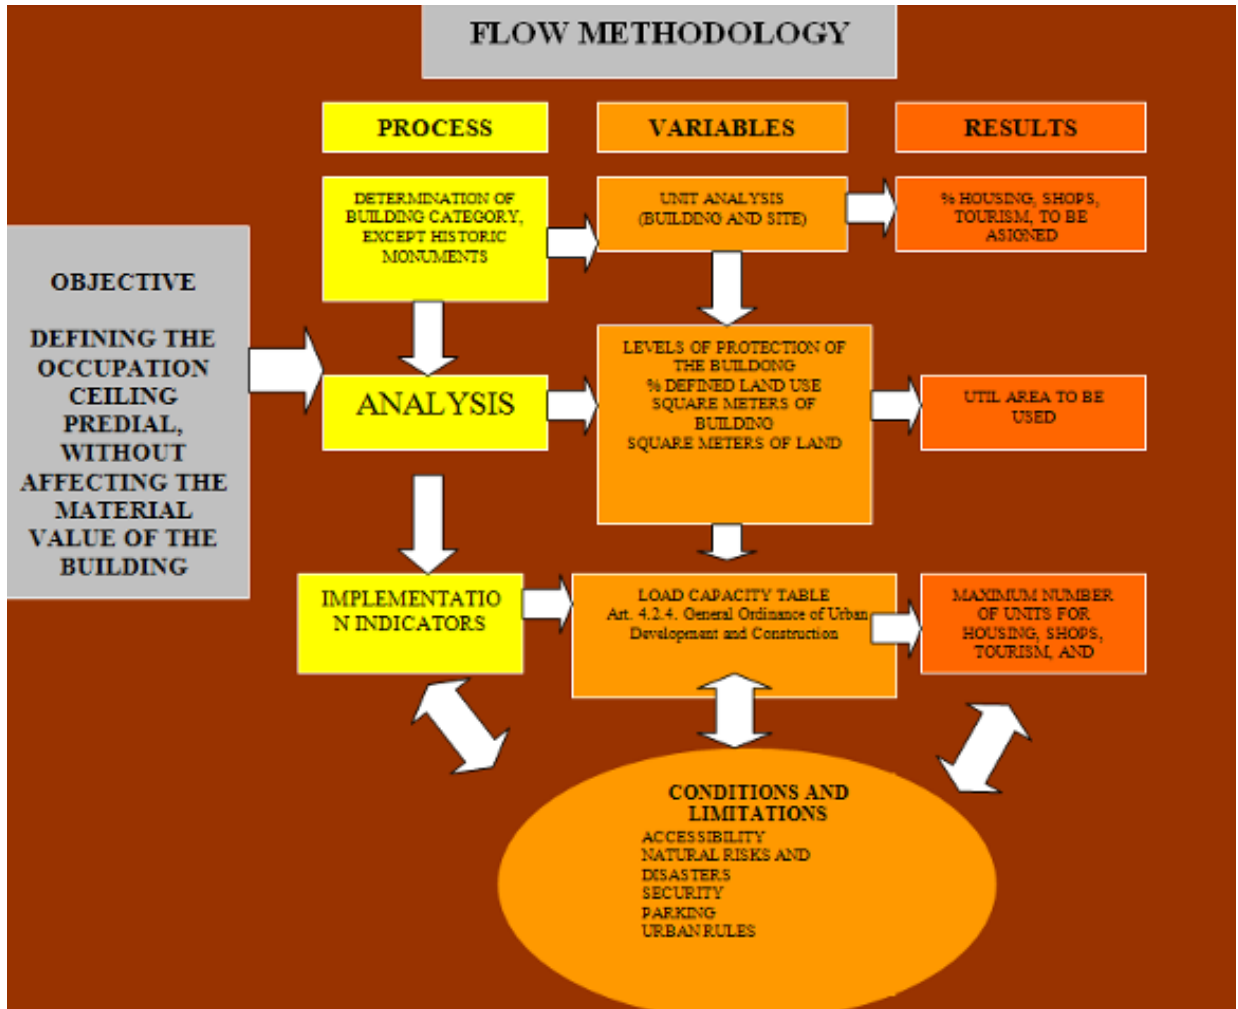 FLOW METHODOLOGY
PROCESS
VARIABLES
RESULTS
DETERMINATION OF
BUILDING CATEGORY,
EXCEPT HISTORIC
MONUMENTS
UNIT ANALYSIS
(BUILDING AND SITE)
% HOUSING, SHOPS,
TOURISM, TO BE
ASIGNED
OBJECTIVE
DEFINING THE
OCCUPATION
CEILING
PREDIAL,
WITHOUT
AFFECTING THE
MATERIAL
VALUE OF THE
BUILDING
ANALYSIS
LEVELS OF PROTECTION OF
THE BUILDONG
% DEFINED LAND USE
SQUARE METERS OF
BUILDING
SQUARE METERS OF LAND
UTIL AREA TO BE
USED
IMPLEMENTATIO
N INDICATORS
LOAD CAPACITY TABLE
Art. 4.2.4. General Ordinance of Urban
Development and Construction
MAXIMUM NUMBER
OF UNITS FOR
HOUSING, SHOPS,
TOURISM, AND
CONDITIONS AND
LIMITATIONS
ACCESSIBILITY
NATURAL RISKS AND
DISASTERS
SECURITY
PARKING
URBAN RULES